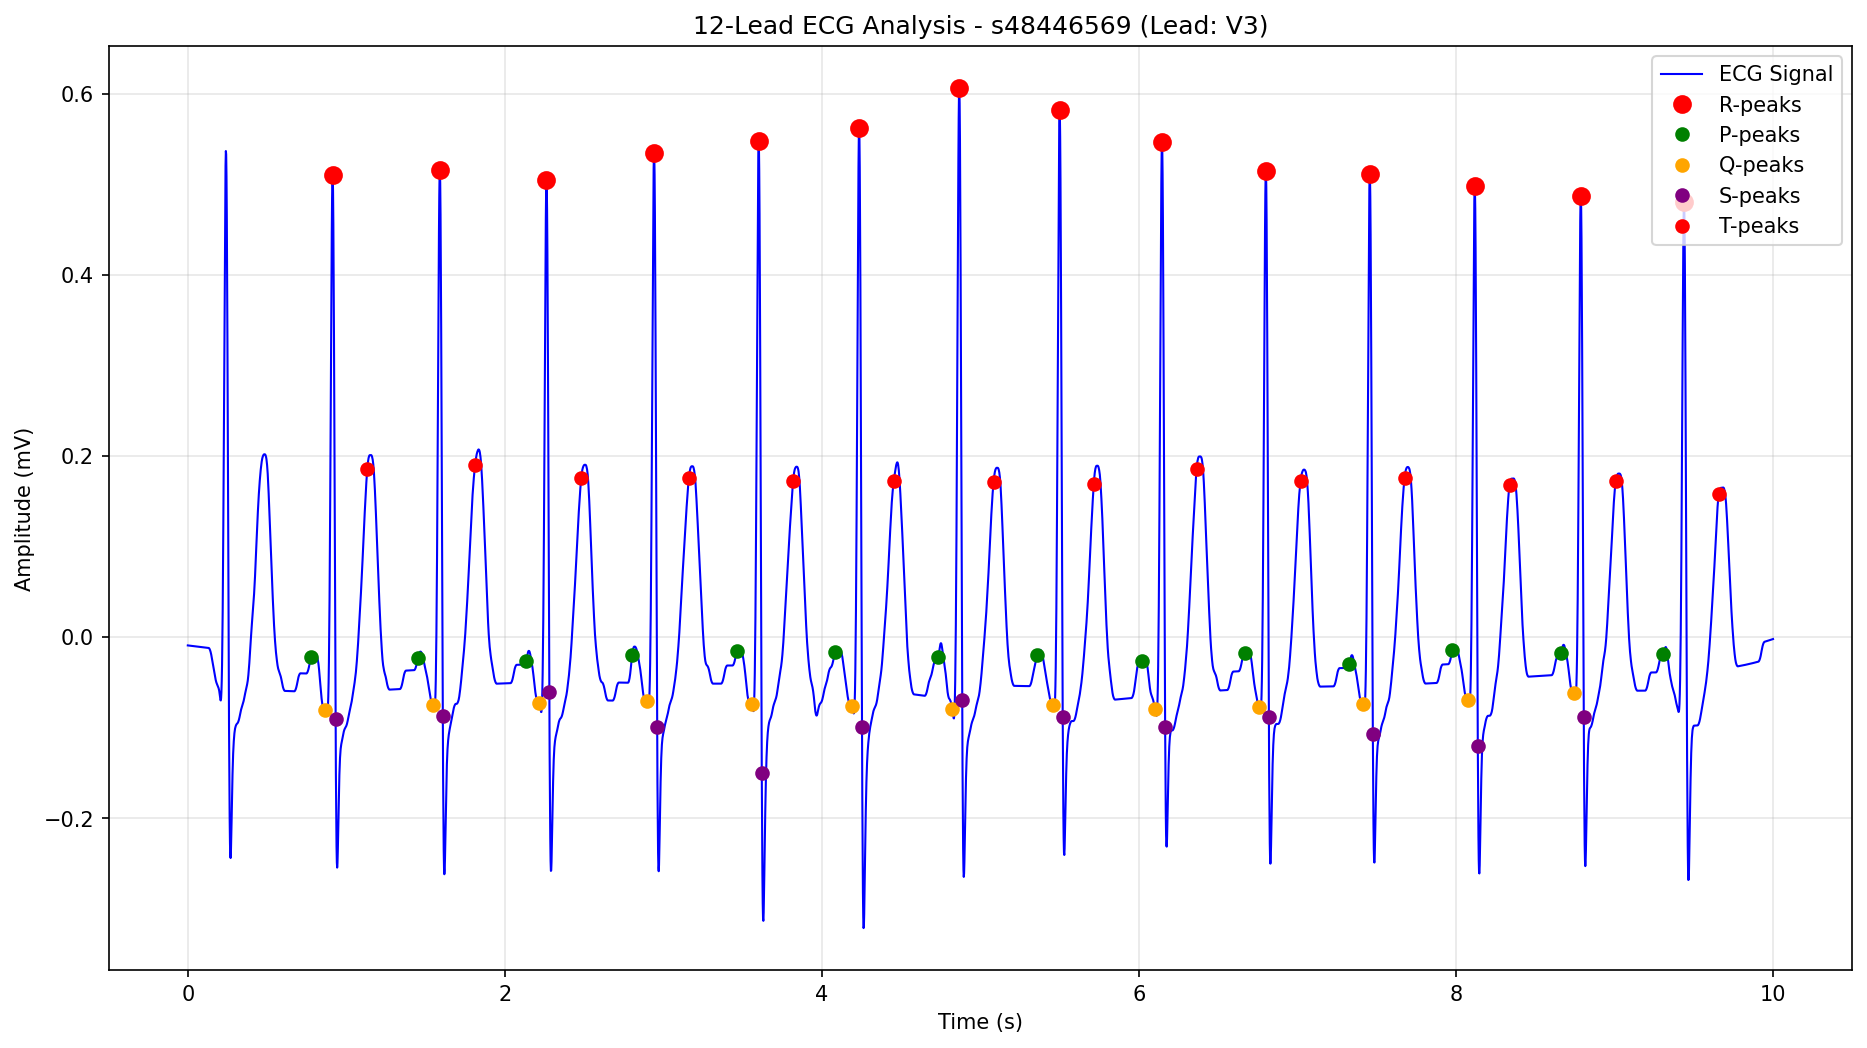 12-Lead ECG Analysis - s48446569 (Lead: V3)
ECG Signal
R-peaks
P-peaks
Q-peaks
S-peaks
T-peaks
Amplitude (mV)
0.6
0.4
0.2
0.0
−0.2
0 2 4 6 8 10
Time (s)